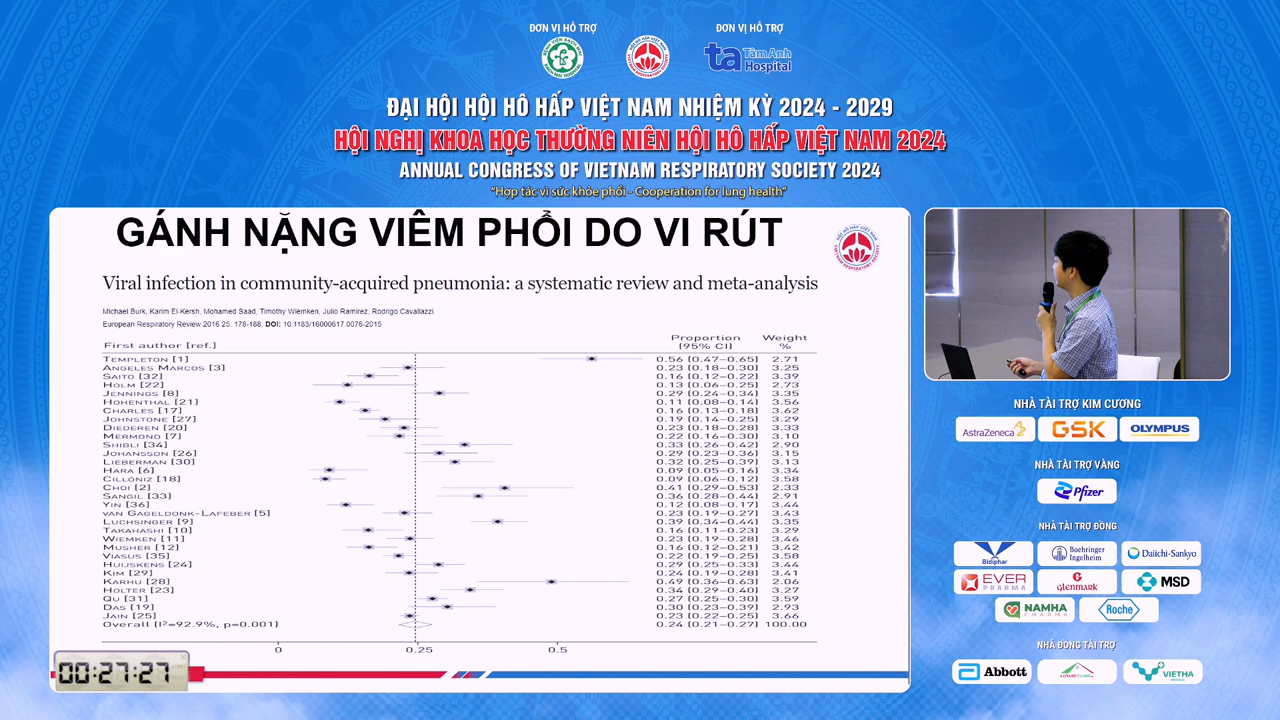 ĐƠN VỊ HỖ TRỢ
ĐƠN VỊ HỖ TRỢ
ta TâmAnh Hospital
ĐẠI HỘI HỘI HÔ HẤP VIỆT NAM NHIỆM KỲ 2024 - 2029
HỘI NGHỊ KHOA HỌC THƯỜNG NIÊN HỘI HÔ HẤP VIỆT NAM 2024
ANNUAL CONGRESS OF VIETNAM RESPIRATORY SOCIETY 2024
"Hợp tác vì sức khỏe phổi - Cooperation for lung health"
GÁNH NẶNG VIÊM PHỔI DO VI RÚT
Viral infection in community-acquired pneumonia: a systematic review and meta-analysis
Michael Burk, Karim El-Kersh, Mohamed Saad, Timothy Wiemken, Julio Ramirez, Rodrigo Cavallazzi
European Respiratory Review 2016 25: 178-188; DOI: 10.1183/16000617.0076-2015
First author [ref.] Proportion (95% CI) Weight %
Templeton [1] 0.56 (0.47–0.65) 2.71
Angeles Marcos [3] 0.23 (0.18–0.30) 3.25
Saito [32] 0.16 (0.12–0.22) 3.39
Holm [22] 0.13 (0.06–0.25) 2.73
Jennings [8] 0.29 (0.24–0.34) 3.35
Hohenthal [21] 0.11 (0.08–0.14) 3.56
Charles [17] 0.16 (0.13–0.18) 3.62
Johnstone [27] 0.19 (0.14–0.25) 3.29
Diederen [20] 0.23 (0.18–0.28) 3.33
Mermond [7] 0.22 (0.16–0.30) 3.10
Shibli [34] 0.33 (0.26–0.42) 2.90
Johansson [26] 0.29 (0.23–0.36) 3.15
Lieberman [30] 0.32 (0.25–0.39) 3.13
Hara [6] 0.09 (0.05–0.16) 3.34
Cillóniz [18] 0.09 (0.06–0.12) 3.58
Choi [2] 0.41 (0.29–0.53) 2.33
Sangil [33] 0.36 (0.28–0.44) 2.91
Yin [36] 0.12 (0.08–0.17) 3.44
van Gageldonk-Lafeber [5] 0.23 (0.19–0.27) 3.43
Luchsinger [9] 0.39 (0.34–0.44) 3.35
Takahashi [10] 0.16 (0.11–0.23) 3.29
Wiemken [11] 0.23 (0.19–0.28) 3.46
Musher [12] 0.16 (0.12–0.21) 3.42
Viasus [35] 0.22 (0.19–0.25) 3.58
Huijskens [24] 0.29 (0.25–0.33) 3.44
Kim [29] 0.24 (0.19–0.28) 3.41
Karhu [28] 0.49 (0.36–0.63) 2.06
Holter [23] 0.34 (0.29–0.40) 3.27
Qu [31] 0.27 (0.25–0.30) 3.59
Das [19] 0.30 (0.23–0.39) 2.93
Jain [25] 0.23 (0.22–0.25) 3.66
Overall (I²=92.9%, p=0.001) 0.24 (0.21–0.27) 100.00
0 0.25 0.5
00:27:27
NHÀ TÀI TRỢ KIM CƯƠNG
AstraZeneca GSK OLYMPUS
NHÀ TÀI TRỢ VÀNG
Pfizer
NHÀ TÀI TRỢ ĐỒNG
Bidiphar Boehringer Ingelheim Daiichi-Sankyo
EVER PHARMA GLENMARK MSD
NAMHA PHARMA Roche
NHÀ ĐỒNG TÀI TRỢ
Abbott VIETHA